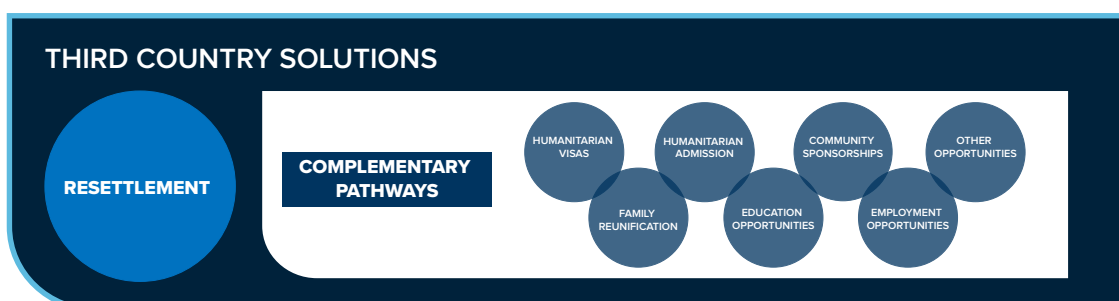 THIRD COUNTRY SOLUTIONS
RESETTLEMENT
COMPLEMENTARY
PATHWAYS
HUMANITARIAN
VISAS
FAMILY
REUNIFICATION
HUMANITARIAN
ADMISSION
EDUCATION
OPPORTUNITIES
COMMUNITY
SPONSORSHIPS
EMPLOYMENT
OPPORTUNITIES
OTHER
OPPORTUNITIES